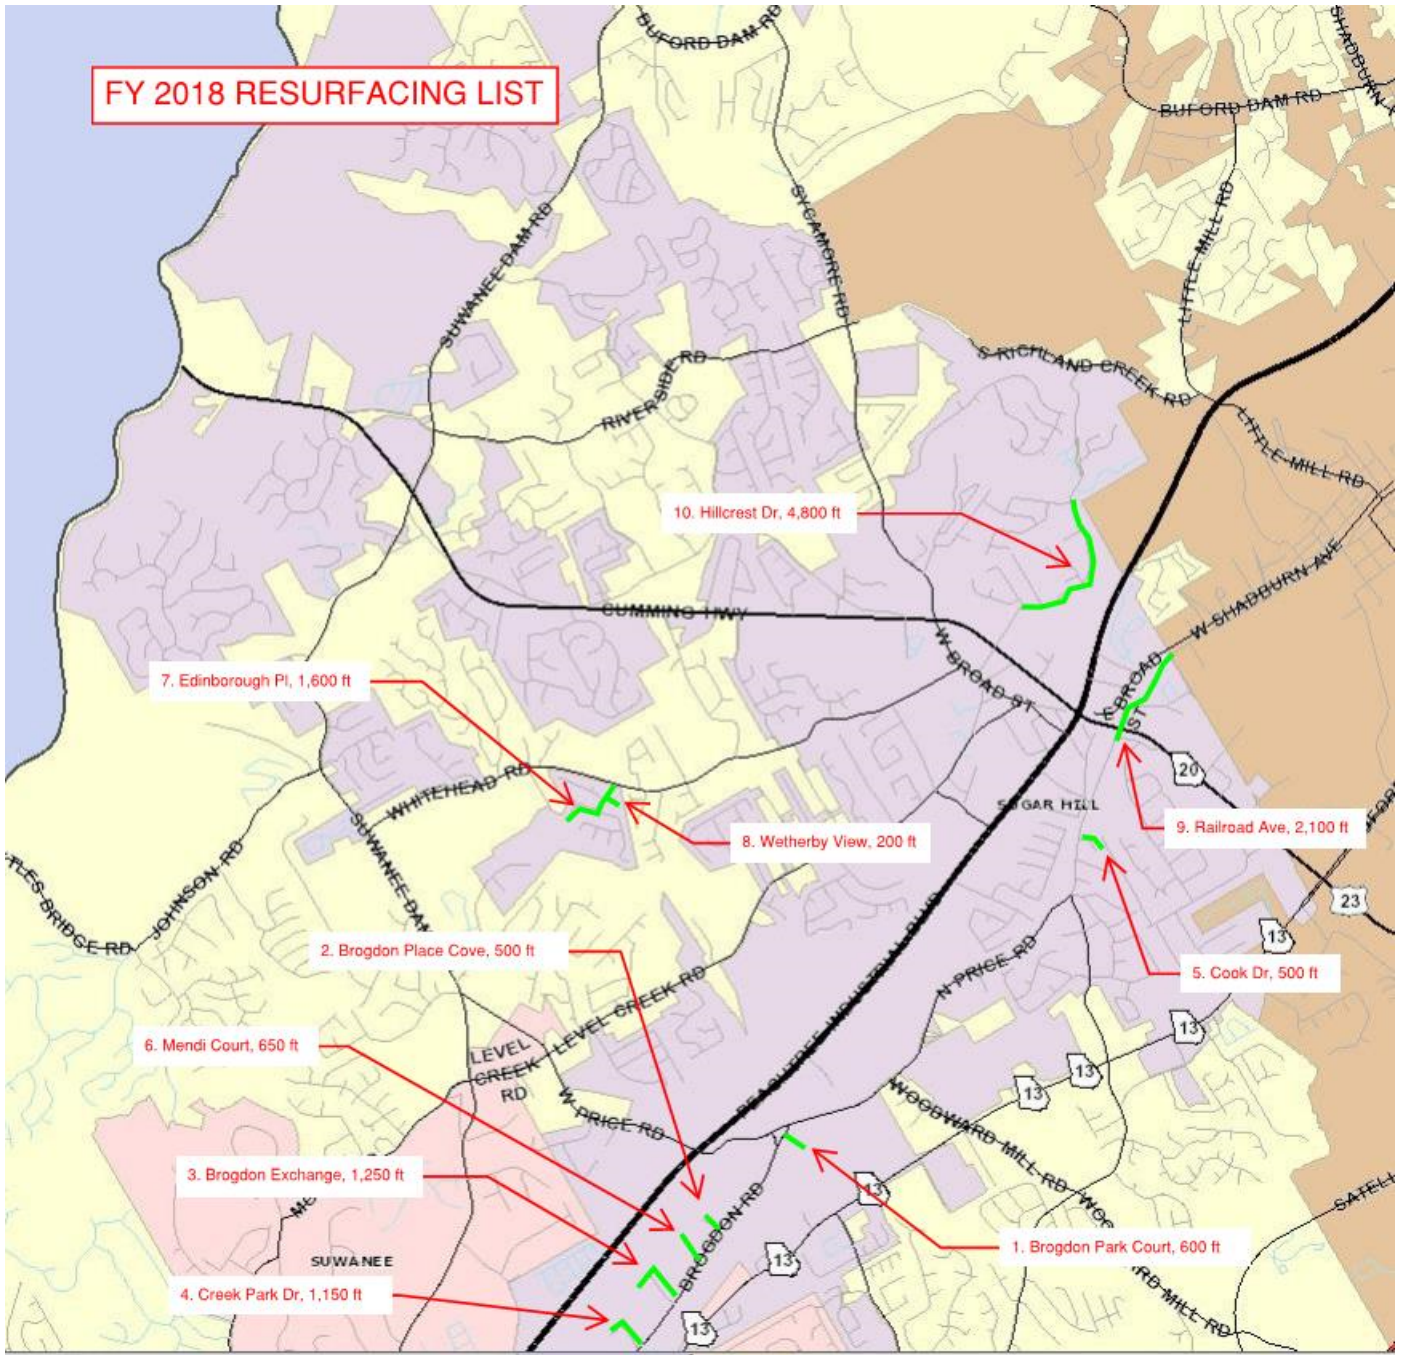 BUFORD DAM RD
SHADBURN
FY 2018 RESURFACING LIST
BUFORD DAM RD
SUWANEE DAM RD
SYCAMORE RD
LITTLE MILL RD
S RICHLAND CREEK RD
RIVERSIDE RD
LITTLE MILL RD
10. Hillcrest Dr, 4,800 ft
W SHADBURN AVE
CUMMING HWY
W BROAD ST
E BROAD
ST
7. Edinborough Pl, 1,600 ft
WHITEHEAD RD
20
SUGAR HILL
9. Railroad Ave, 2,100 ft
8. Wetherby View, 200 ft
SUWANEE DAM
JOHNSON RD
TLES BRIDGE RD
23
13
2. Brogdon Place Cove, 500 ft
PEACHTREE INDUSTRIAL BLVD
N PRICE RD
5. Cook Dr, 500 ft
LEVEL CREEK RD
13
6. Mendi Court, 650 ft
LEVEL
CREEK
RD
13
13
W PRICE RD
WOODWARD MILL RD
3. Brogdon Exchange, 1,250 ft
13
SATELL
BROGDON RD
1. Brogdon Park Court, 600 ft
SUWANEE
13
4. Creek Park Dr, 1,150 ft
13